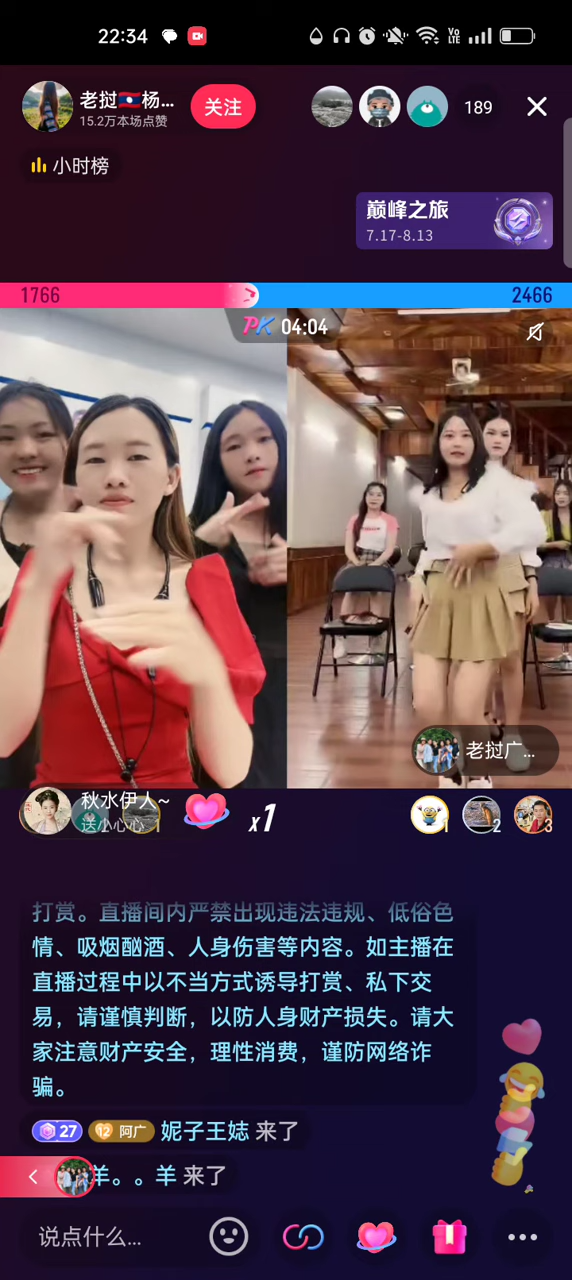 22:34
Vo LTE
老挝🇱🇦杨...
15.2万本场点赞
关注
189
小时榜
巅峰之旅
7.17-8.13
1766
2466
PK 04:04
老挝广...
秋水伊人~
送小心心
x1
1
1
2
3
打赏。直播间内严禁出现违法违规、低俗色
情、吸烟酗酒、人身伤害等内容。如主播在
直播过程中以不当方式诱导打赏、私下交
易，请谨慎判断，以防人身财产损失。请大
家注意财产安全，理性消费，谨防网络诈
骗。
27 12 阿广 妮子王娡 来了
羊。。羊 来了
说点什么...